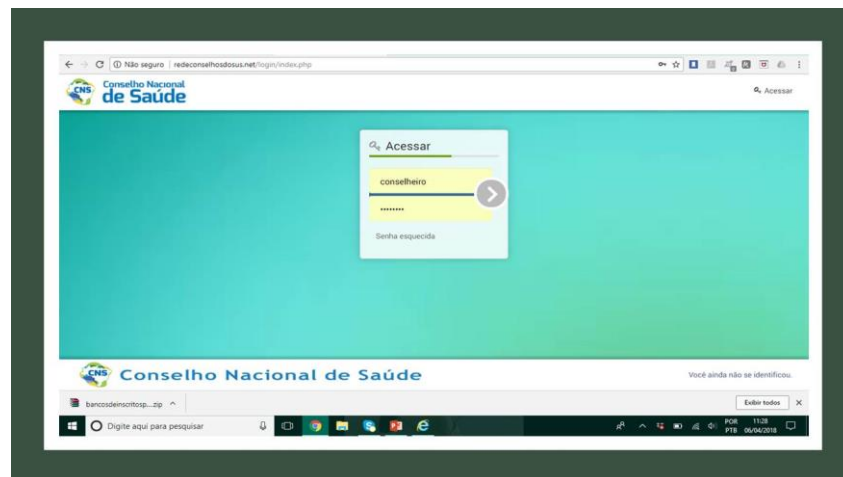 Não seguro | redeconselhosdosus.net/login/index.php
CNS
Conselho Nacional
de Saúde
Acessar
Acessar
conselheiro
••••••••
Senha esquecida
CNS
Conselho Nacional de Saúde
Você ainda não se identificou.
bancosdeinscritosp....zip
Exibir todos
Digite aqui para pesquisar
POR
PTB
11:28
06/04/2018